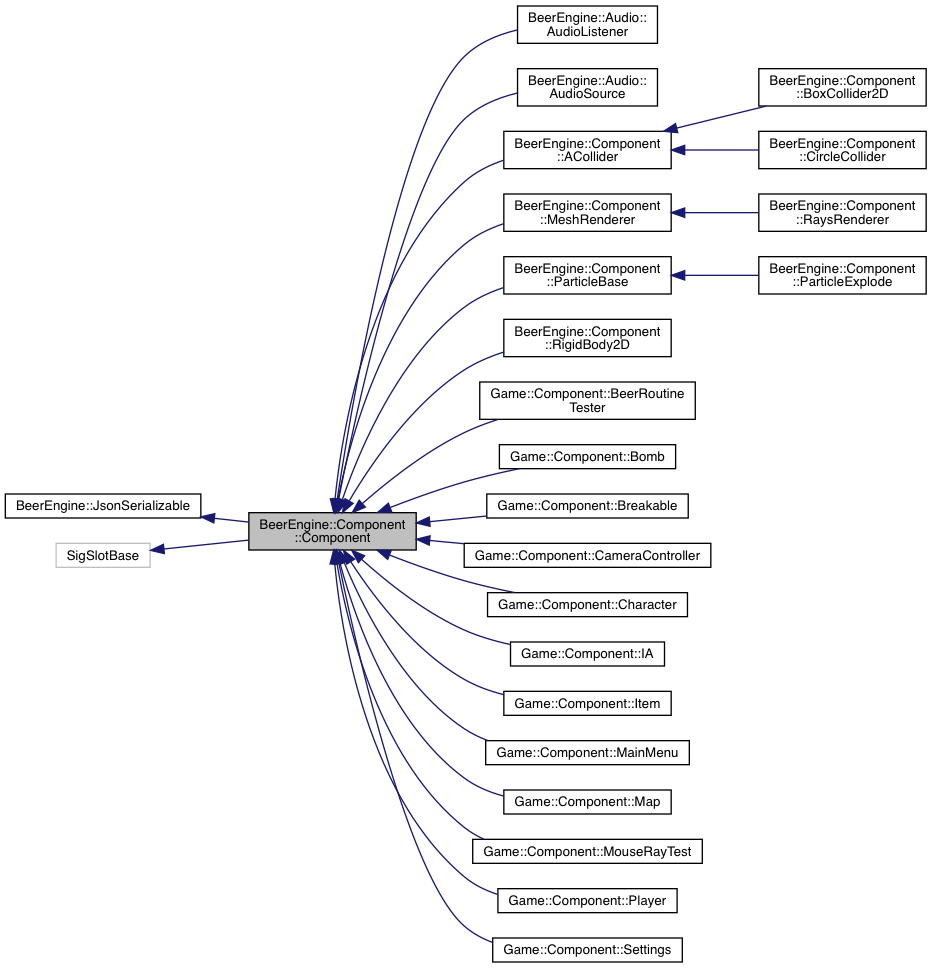 BeerEngine::JsonSerializable
SigSlotBase
BeerEngine::Component
::Component
BeerEngine::Audio::
AudioListener
BeerEngine::Audio::
AudioSource
BeerEngine::Component
::ACollider
BeerEngine::Component
::MeshRenderer
BeerEngine::Component
::ParticleBase
BeerEngine::Component
::RigidBody2D
Game::Component::BeerRoutine
Tester
Game::Component::Bomb
Game::Component::Breakable
Game::Component::CameraController
Game::Component::Character
Game::Component::IA
Game::Component::Item
Game::Component::MainMenu
Game::Component::Map
Game::Component::MouseRayTest
Game::Component::Player
Game::Component::Settings
BeerEngine::Component
::BoxCollider2D
BeerEngine::Component
::CircleCollider
BeerEngine::Component
::RaysRenderer
BeerEngine::Component
::ParticleExplode